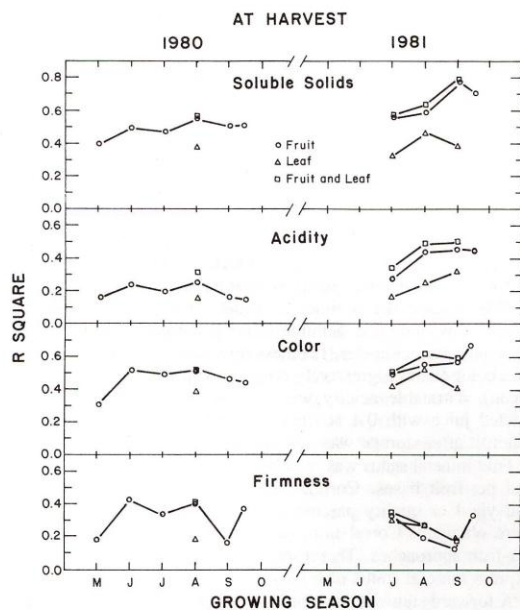 AT HARVEST
1980 1981
Soluble Solids
0.8
0.6
0.4
0.2
0.0
Fruit
Leaf
Fruit and Leaf
Acidity
0.6
0.4
0.2
0.0
Color
0.6
0.4
0.2
0.0
Firmness
0.6
0.4
0.2
0.0
R SQUARE
M J J A S O M J J A S O
GROWING SEASON